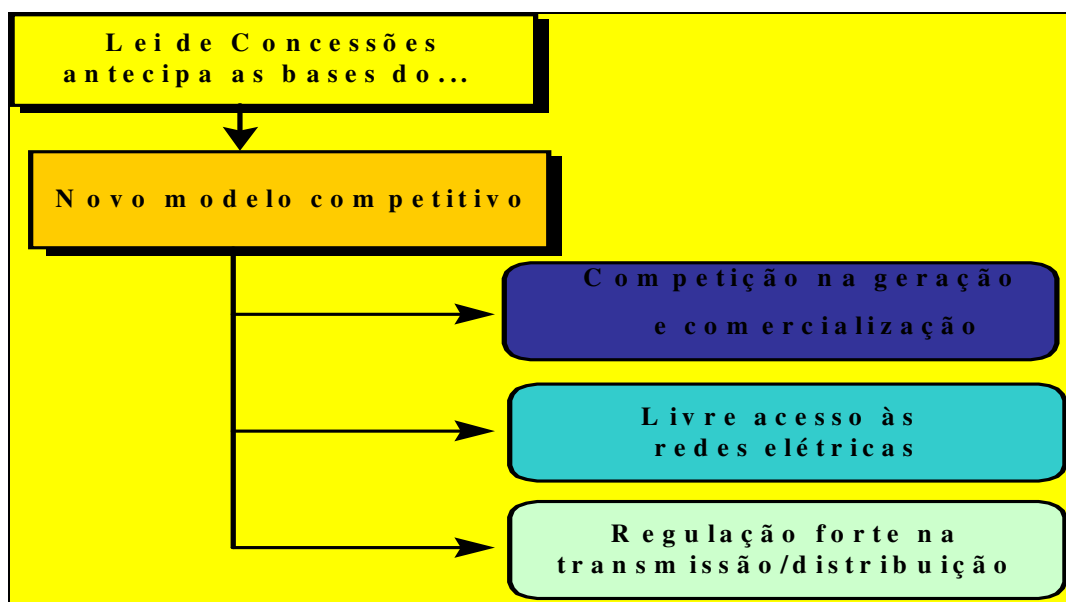 Lei de Concessões
antecipa as bases do...
Novo modelo competitivo
Competição na geração
e comercialização
Livre acesso às
redes elétricas
Regulação forte na
transmissão/distribuição